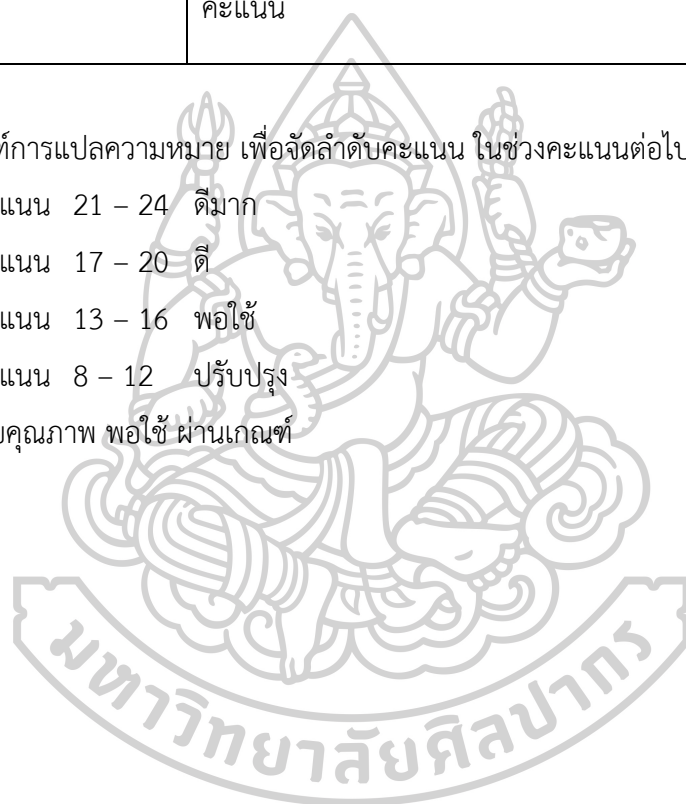 คะแนน
ฑ์การแปลความหมาย เพื่อจัดลำดับคะแนน ในช่วงคะแนนต่อไป
แนน 21 – 24 ดีมาก
แนน 17 – 20 ดี
แนน 13 – 16 พอใช้
แนน 8 – 12 ปรับปรุง
บคุณภาพ พอใช้ ผ่านเกณฑ์
มหาวิทยาลัยศิลปากร